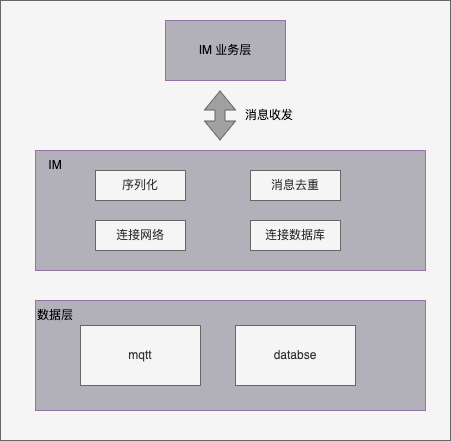 IM 业务层
消息收发
IM
序列化
消息去重
连接网络
连接数据库
数据层
mqtt
databse